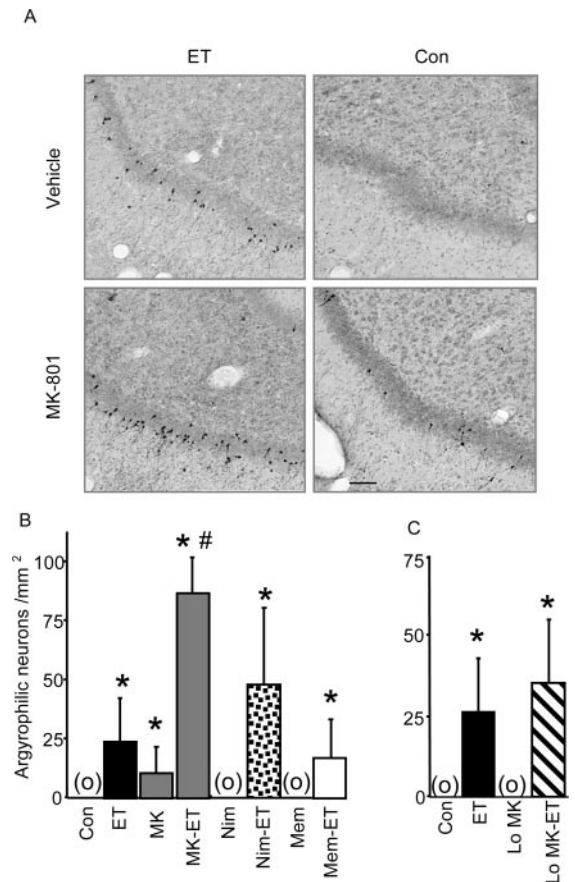 A
ET Con
Vehicle
MK-801
B
C
Argyrophilic neurons /mm 2
100
75
50
25
0
* * * # * *
(o) (o) (o)
Con ET MK MK-ET Nim Nim-ET Mem Mem-ET
75
50
25
0
* *
(o) (o)
Con ET Lo MK Lo MK-ET